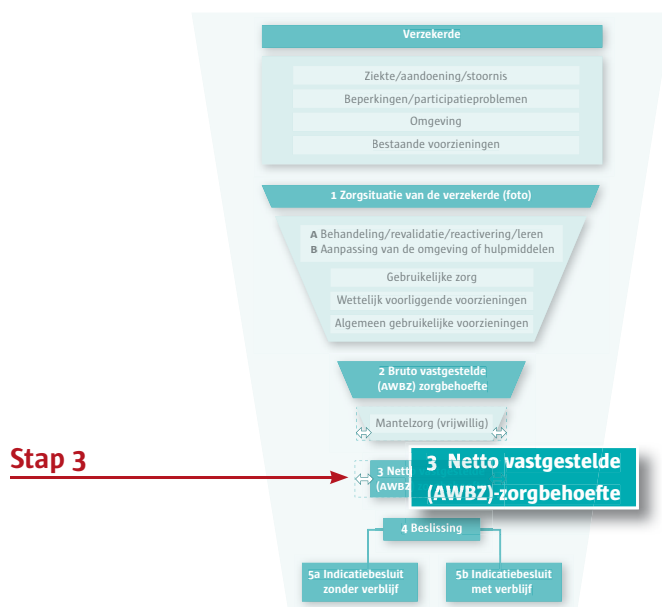 Verzekerde
Ziekte/aandoening/stoornis
Beperkingen/participatieproblemen
Omgeving
Bestaande voorzieningen
1 Zorgsituatie van de verzekerde (foto)
A Behandeling/revalidatie/reactivering/leren
B Aanpassing van de omgeving of hulpmiddelen
Gebruikelijke zorg
Wettelijk voorliggende voorzieningen
Algemeen gebruikelijke voorzieningen
2 Bruto vastgestelde
(AWBZ) zorgbehoefte
Mantelzorg (vrijwillig)
Stap 3
3 Nett
(AWBZ
3 Netto vastgestelde
(AWBZ)-zorgbehoefte
4 Beslissing
5a Indicatiebesluit
zonder verblijf
5b Indicatiebesluit
met verblijf